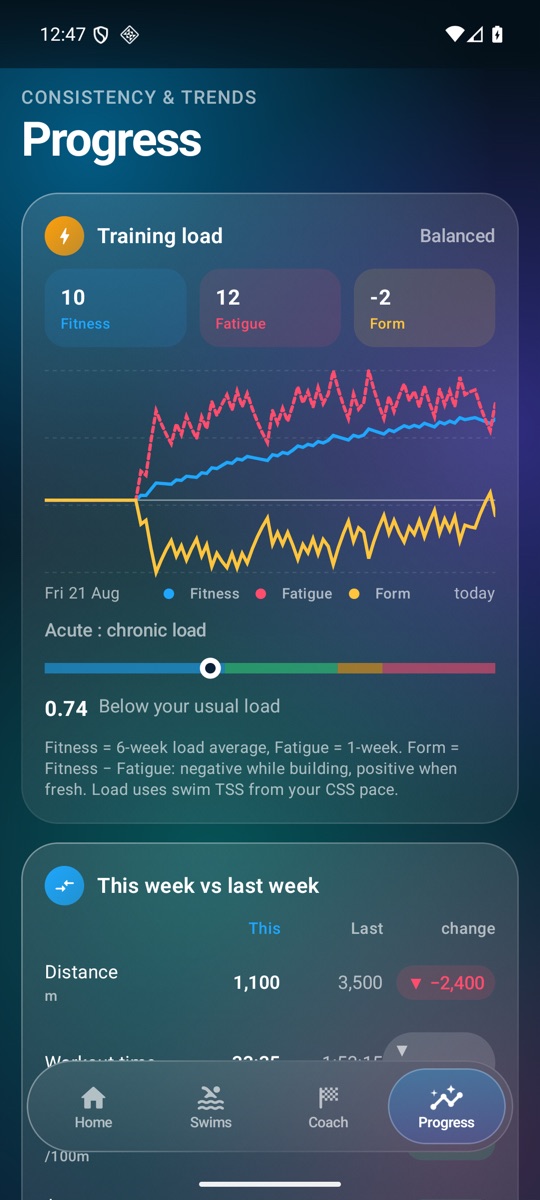 12:47
CONSISTENCY & TRENDS
Progress
Training load
Balanced
10
Fitness
12
Fatigue
-2
Form
Fri 21 Aug
Fitness
Fatigue
Form
today
Acute : chronic load
0.74 Below your usual load
Fitness = 6-week load average, Fatigue = 1-week. Form =
Fitness − Fatigue: negative while building, positive when
fresh. Load uses swim TSS from your CSS pace.
This week vs last week
This Last change
Distance
m
1,100 3,500 ▼ −2,400
Workout time
▼
Home
Swims
Coach
Progress
/100m